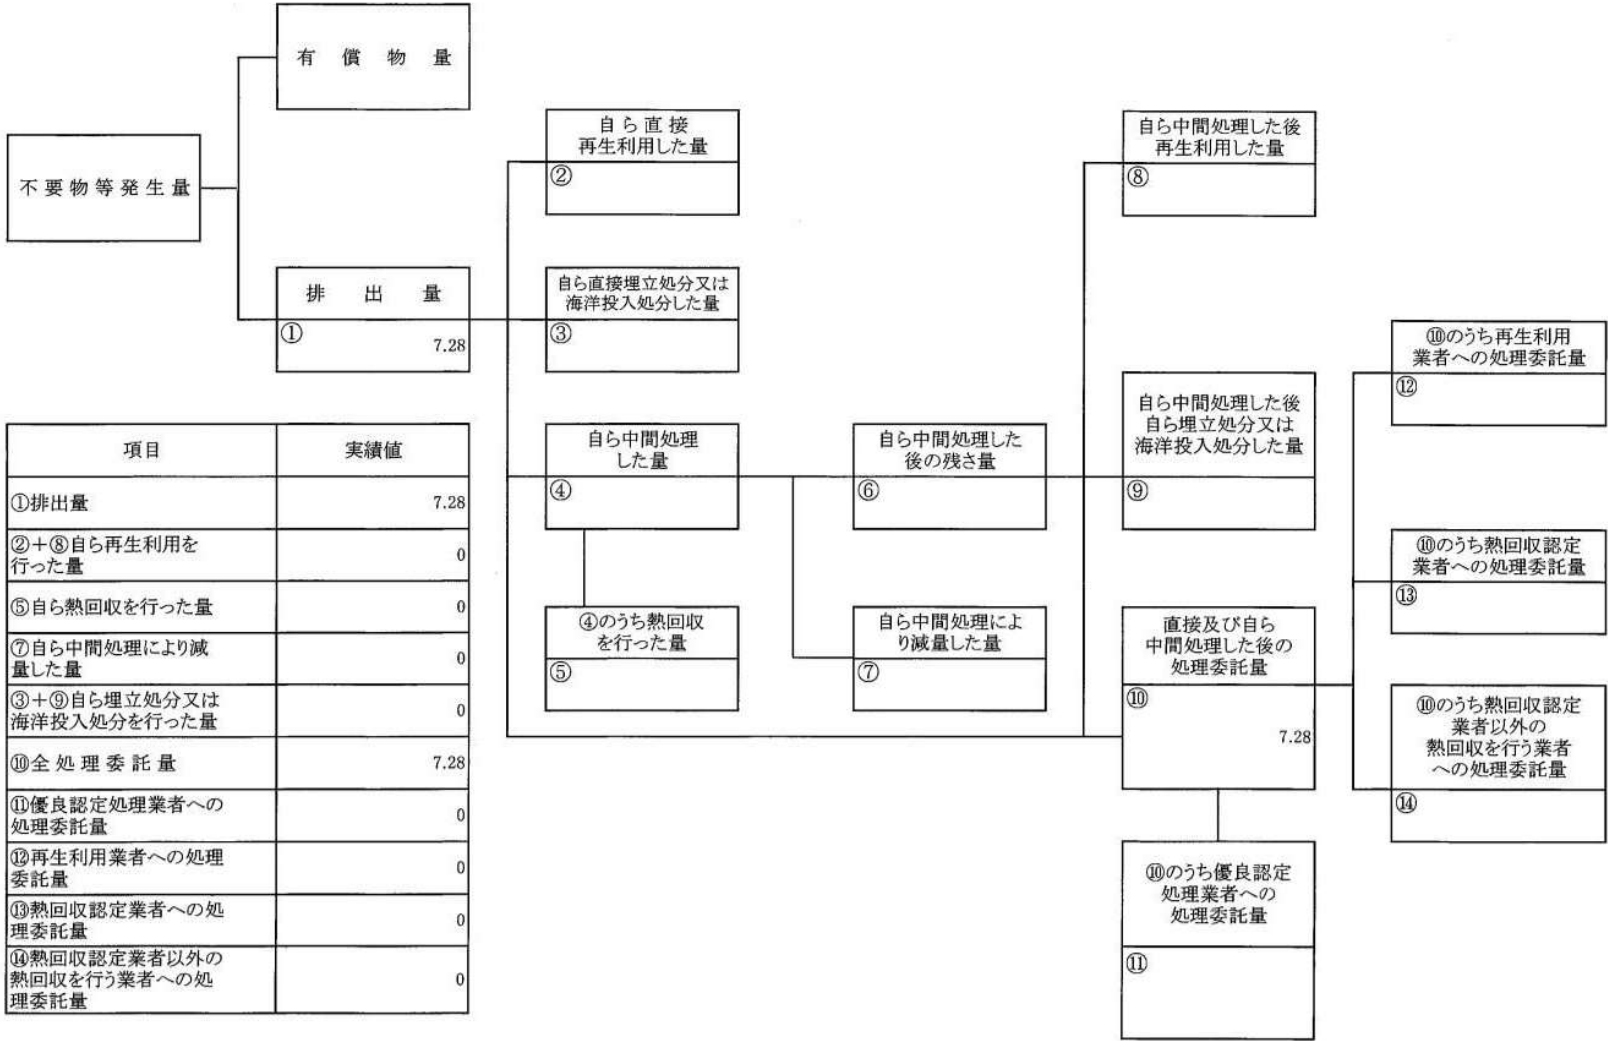 有償物量
不要物等発生量
排出量
①
7.28
自ら直接
再生利用した量
②
自ら直接埋立処分又は
海洋投入処分した量
③
自ら中間処理
した量
④
④のうち熱回収
を行った量
⑤
自ら中間処理した
後の残さ量
⑥
自ら中間処理によ
り減量した量
⑦
自ら中間処理した後
再生利用した量
⑧
自ら中間処理した後
自ら埋立処分又は
海洋投入処分した量
⑨
直接及び自ら
中間処理した後の
処理委託量
⑩
7.28
⑩のうち優良認定
処理業者への
処理委託量
⑪
⑩のうち再生利用
業者への処理委託量
⑫
⑩のうち熱回収認定
業者への処理委託量
⑬
⑩のうち熱回収認定
業者以外の
熱回収を行う業者
への処理委託量
⑭
項目 実績値
①排出量 7.28
②＋⑧自ら再生利用を
行った量 0
⑤自ら熱回収を行った量 0
⑦自ら中間処理により減
量した量 0
③＋⑨自ら埋立処分又は
海洋投入処分を行った量 0
⑩全処理委託量 7.28
⑪優良認定処理業者への
処理委託量 0
⑫再生利用業者への処理
委託量 0
⑬熱回収認定業者への処
理委託量 0
⑭熱回収認定業者以外の
熱回収を行う業者への処
理委託量 0